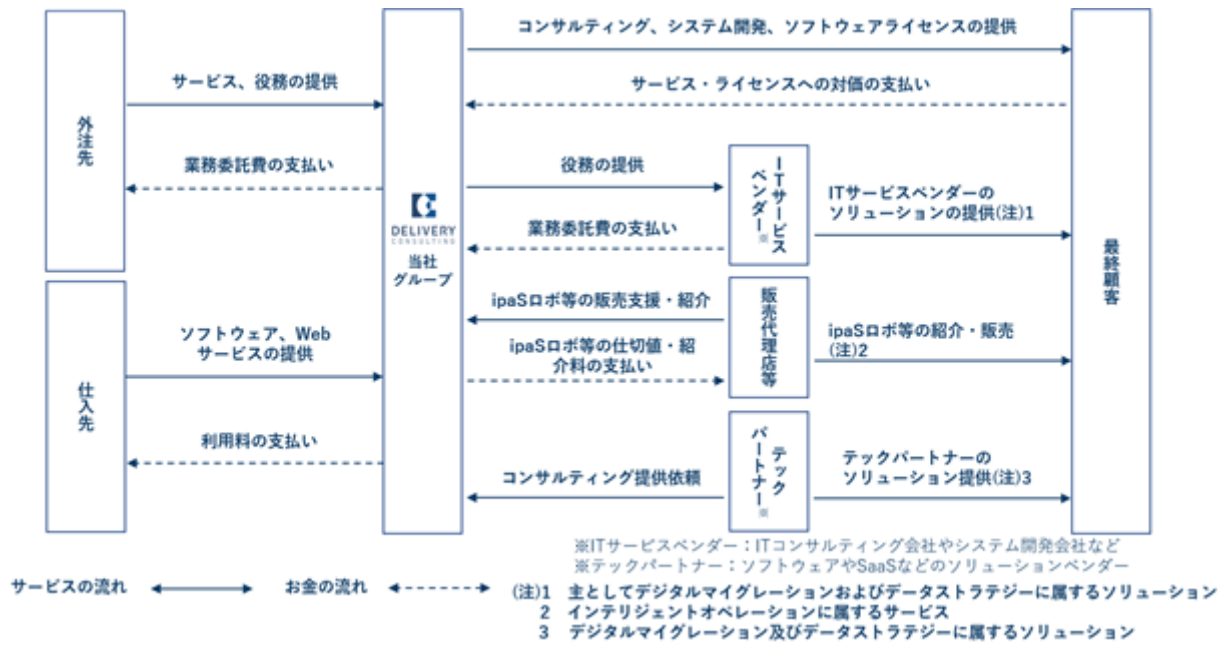 コンサルティング、システム開発、ソフトウェアライセンスの提供
サービス、役務の提供
サービス・ライセンスへの対価の支払い
外注先
業務委託費の支払い
役務の提供
ITサービス
ベンダー※
ITサービスベンダーの
ソリューションの提供(注)1
DELIVERY
CONSULTING
当社
グループ
業務委託費の支払い
最終顧客
ipaSロボ等の販売支援・紹介
販売代理店等
ipaSロボ等の紹介・販売
(注)2
ソフトウェア、Web
サービスの提供
ipaSロボ等の仕切値・紹
介料の支払い
仕入先
利用料の支払い
コンサルティング提供依頼
テック
パートナー※
テックパートナーの
ソリューション提供(注)3
※ITサービスベンダー：ITコンサルティング会社やシステム開発会社など
※テックパートナー：ソフトウェアやSaaSなどのソリューションベンダー
サービスの流れ
お金の流れ
(注)1 主としてデジタルマイグレーションおよびデータストラテジーに属するソリューション
2 インテリジェントオペレーションに属するサービス
3 デジタルマイグレーション及びデータストラテジーに属するソリューション